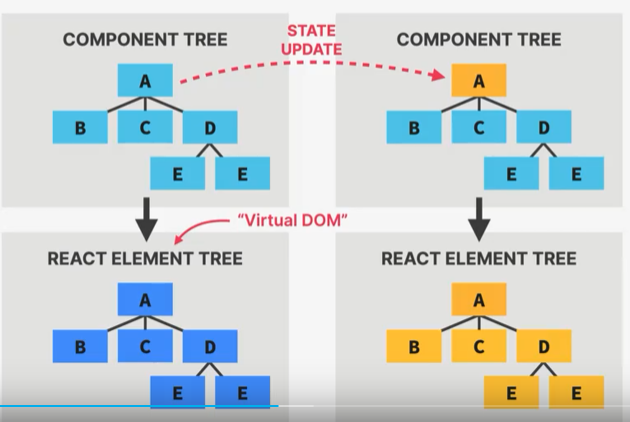 COMPONENT TREE
A
B C D
E E
STATE
UPDATE
COMPONENT TREE
A
B C D
E E
"Virtual DOM"
REACT ELEMENT TREE
A
B C D
E E
REACT ELEMENT TREE
A
B C D
E E